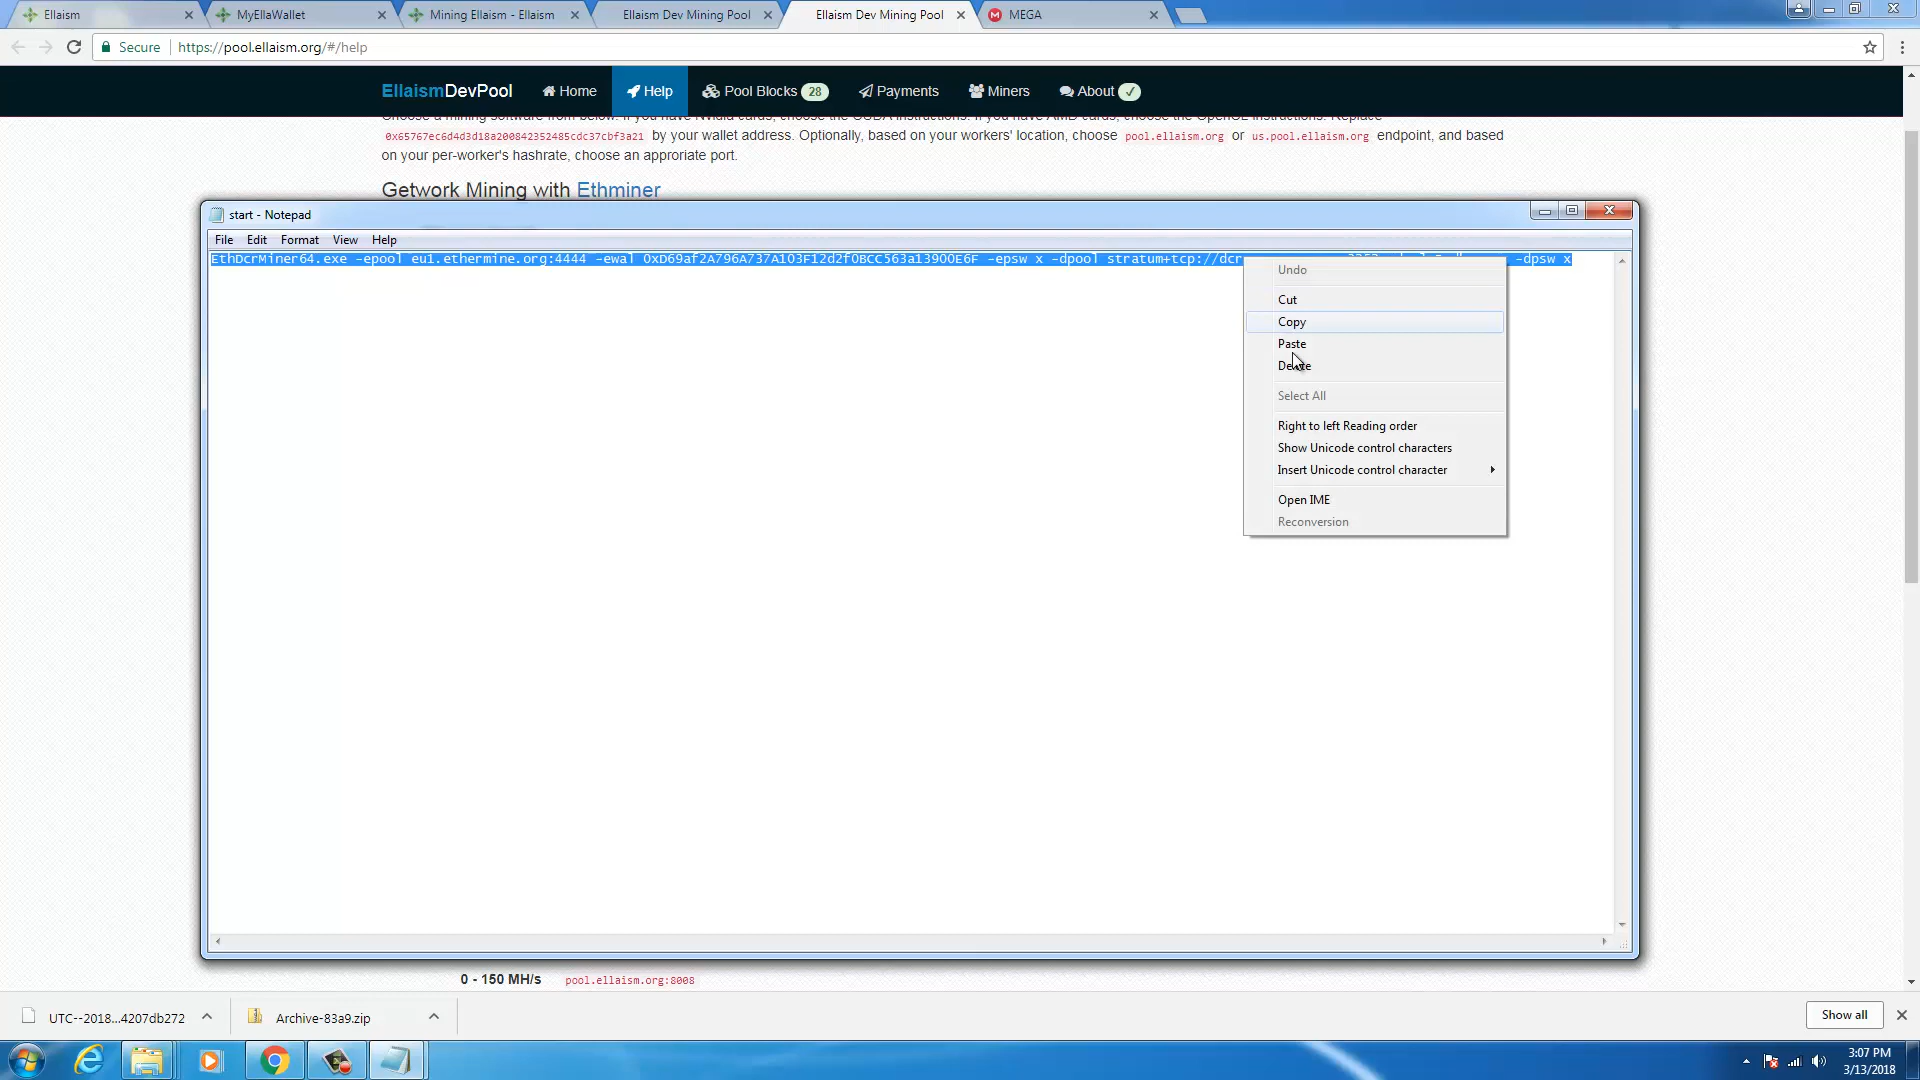 Ellaism
MyEllaWallet
Mining Ellaism - Ellaism
Ellaism Dev Mining Pool
Ellaism Dev Mining Pool
MEGA
Secure
https://pool.ellaism.org/#/help
EllaismDevPool
Home
Help
Pool Blocks 28
Payments
Miners
About
0x65767ec6d4d3d18a200842352485cdc37cbf3a21 by your wallet address. Optionally, based on your workers' location, choose pool.ellaism.org or us.pool.ellaism.org endpoint, and based
on your per-worker's hashrate, choose an approriate port.
Getwork Mining with Ethminer
start - Notepad
File Edit Format View Help
EthDcrMiner64.exe -epool eu1.ethermine.org:4444 -ewal 0xD69af2A796A737A103F12d2f0BCC563a13900E6F -epsw x -dpool stratum+tcp://dcr -dpsw x
Undo
Cut
Copy
Paste
Delete
Select All
Right to left Reading order
Show Unicode control characters
Insert Unicode control character
Open IME
Reconversion
0 - 150 MH/s pool.ellaism.org:8008
UTC--2018...4207db272
Archive-83a9.zip
Show all
3:07 PM
3/13/2018